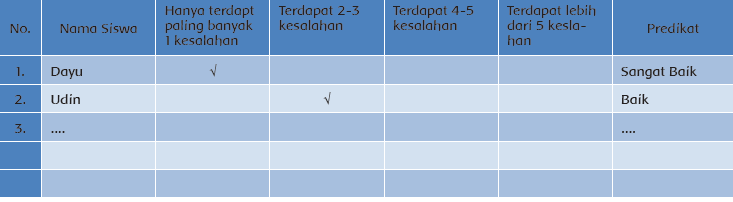 No.
Nama Siswa
Hanya terdapt
paling banyak
1 kesalahan
Terdapat 2-3
kesalahan
Terdapat 4-5
kesalahan
Terdapat lebih
dari 5 kesla-
han
Predikat
1. Dayu √ Sangat Baik
2. Udin √ Baik
3. .... ....